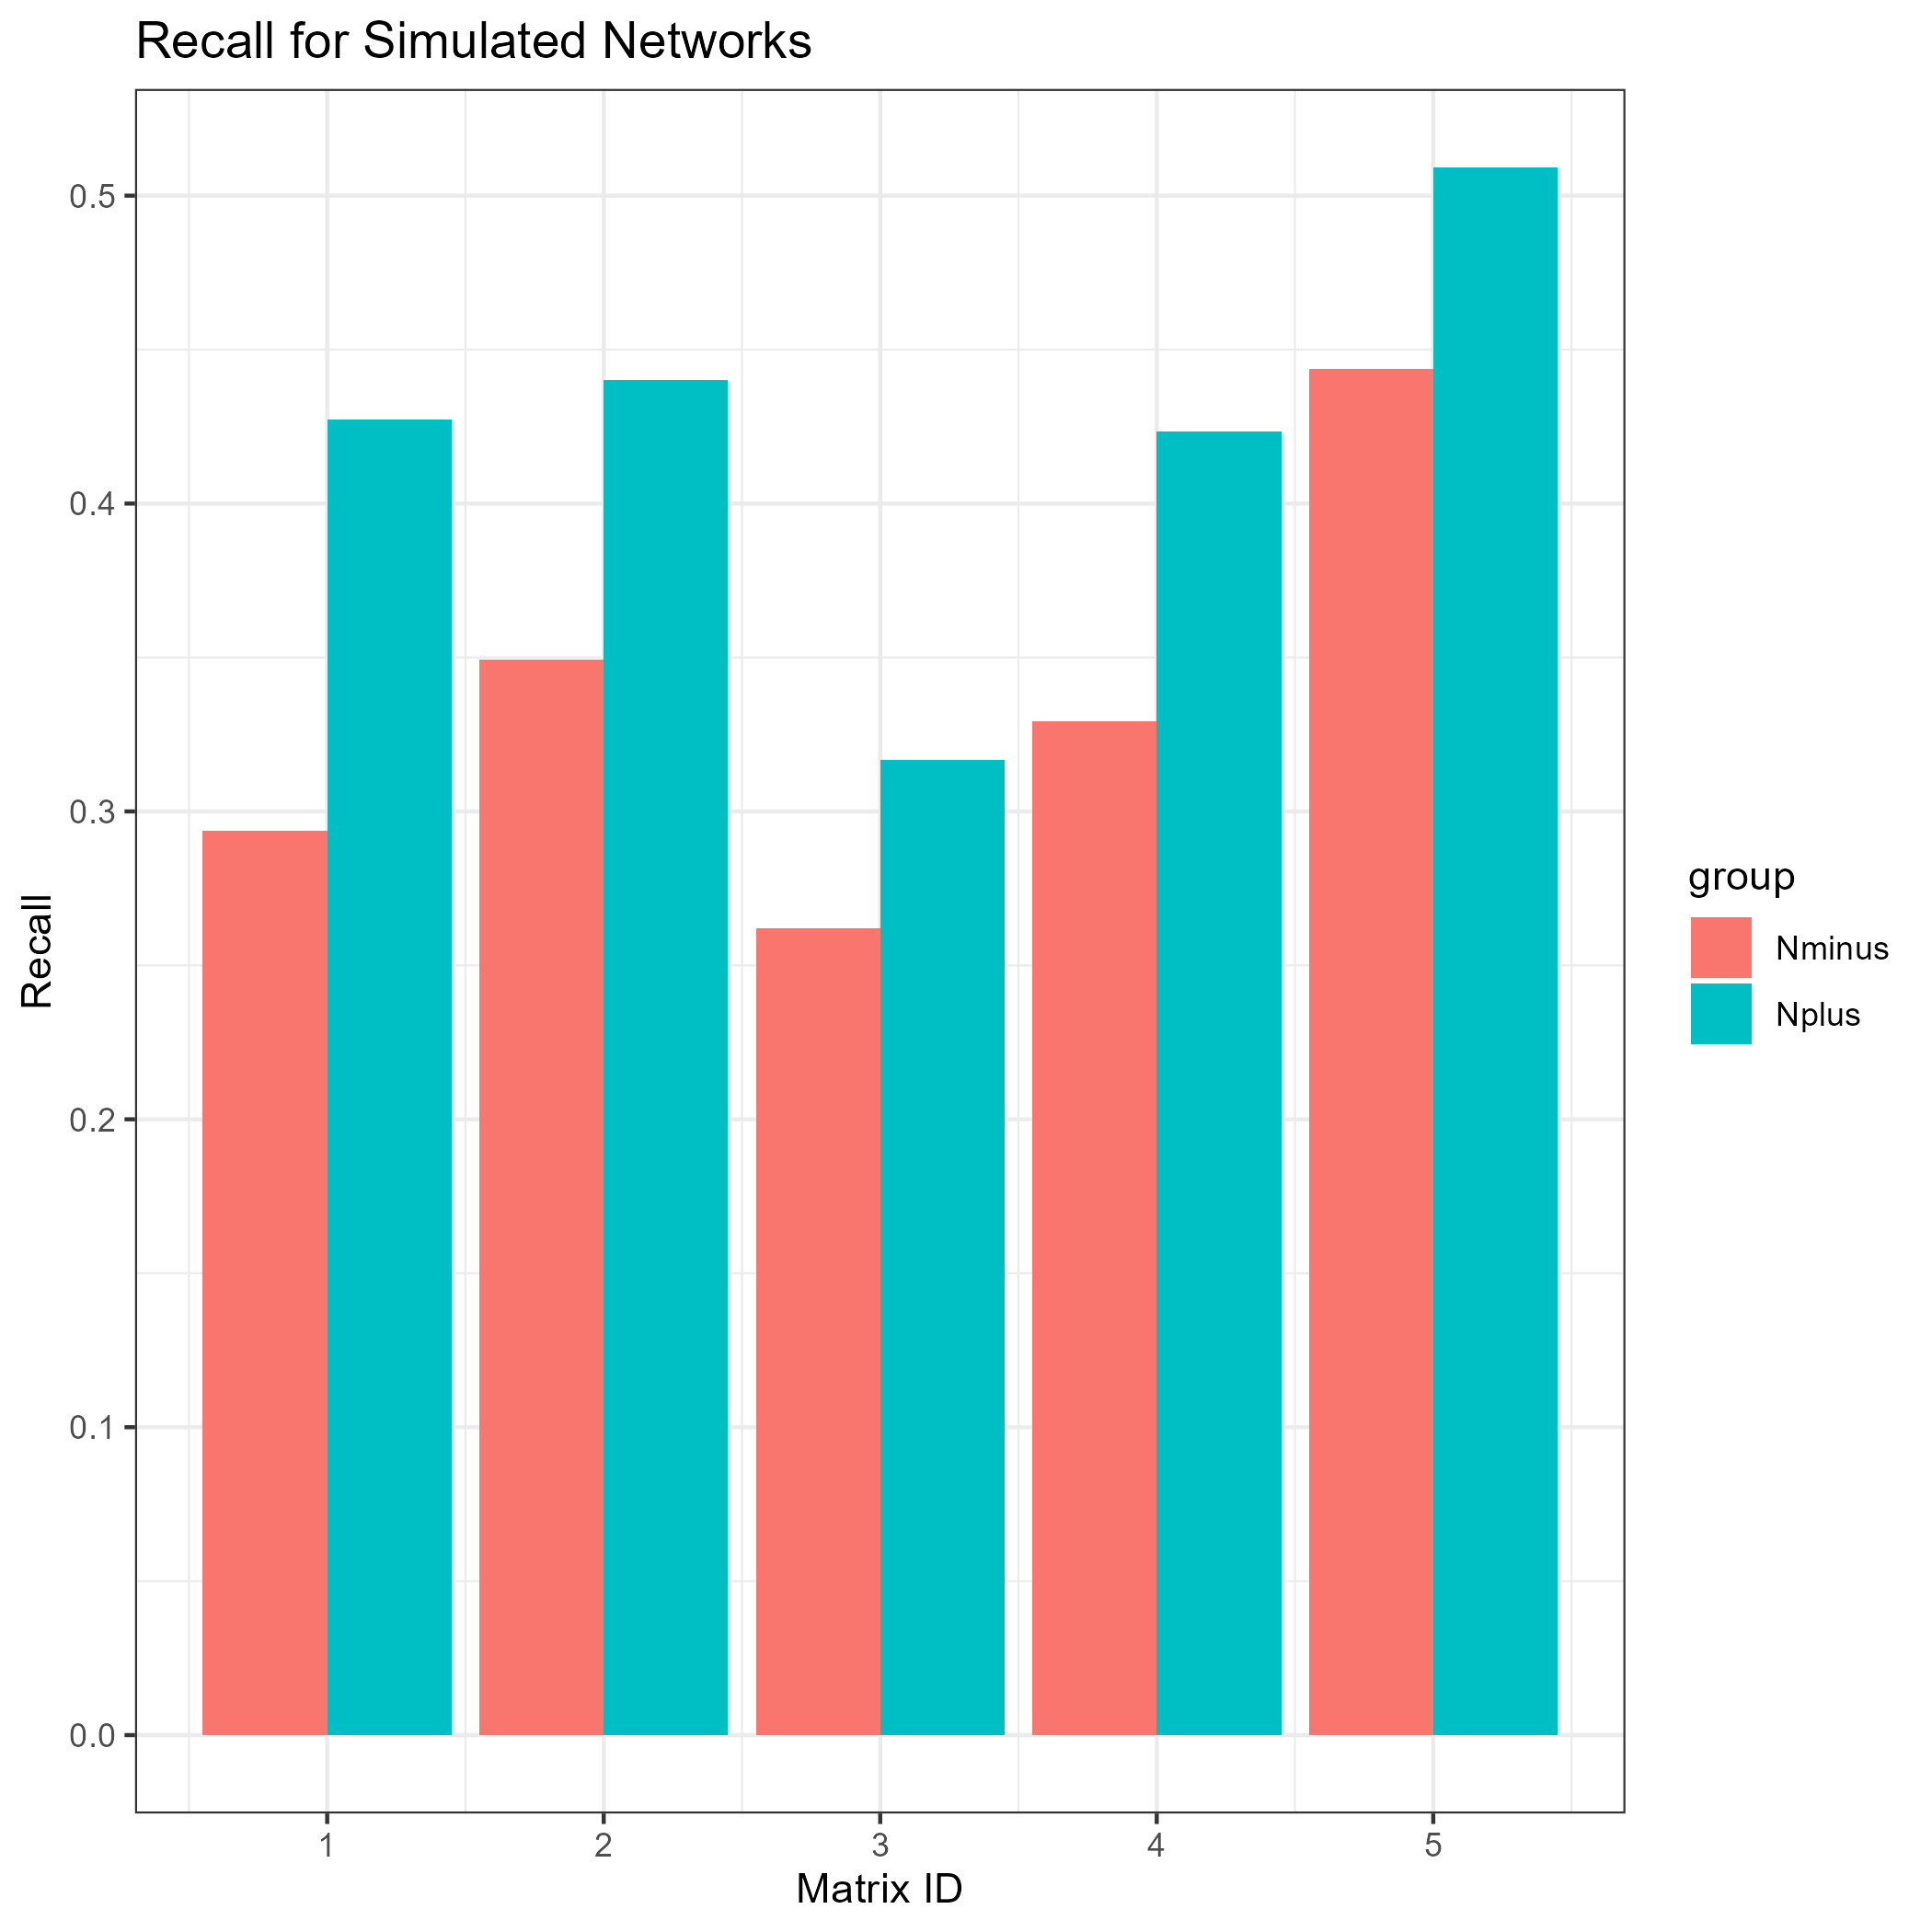 Recall for Simulated Networks
Recall
0.5
0.4
0.3
0.2
0.1
0.0
1 2 3 4 5
Matrix ID
group
Nminus
Nplus